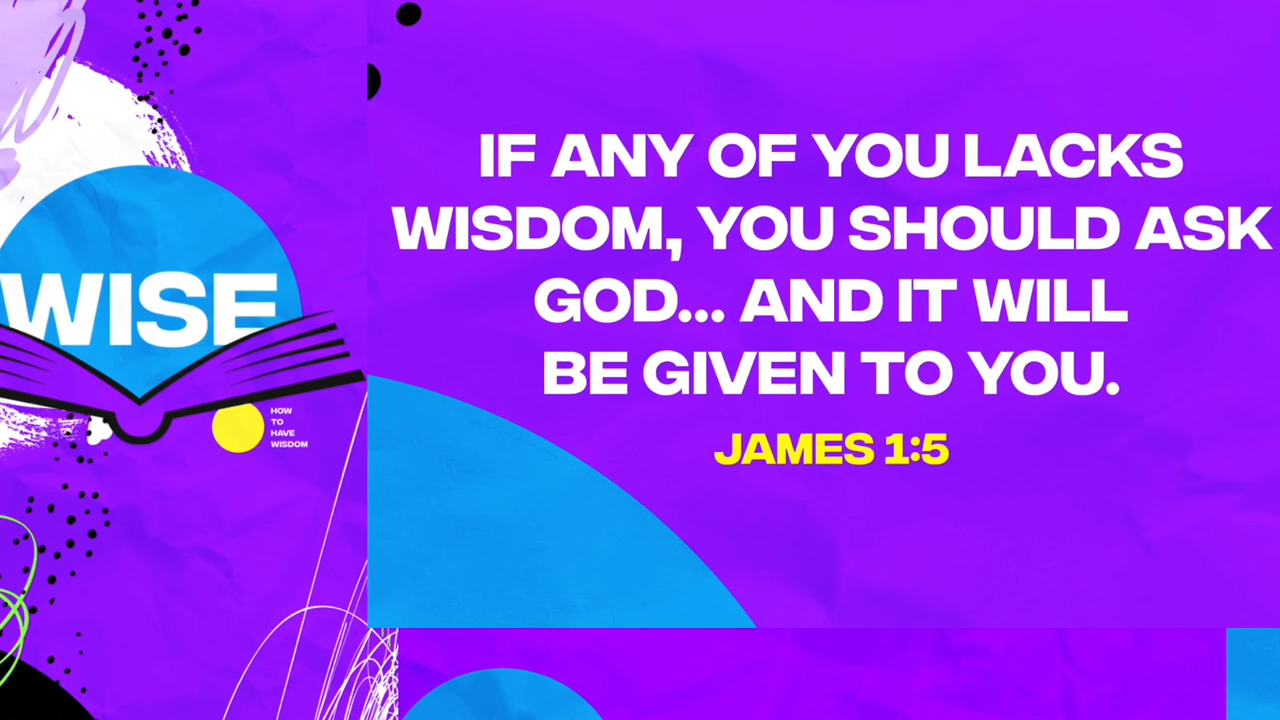 WISE
HOW
TO
HAVE
WISDOM
IF ANY OF YOU LACKS
WISDOM, YOU SHOULD ASK
GOD... AND IT WILL
BE GIVEN TO YOU.
JAMES 1:5